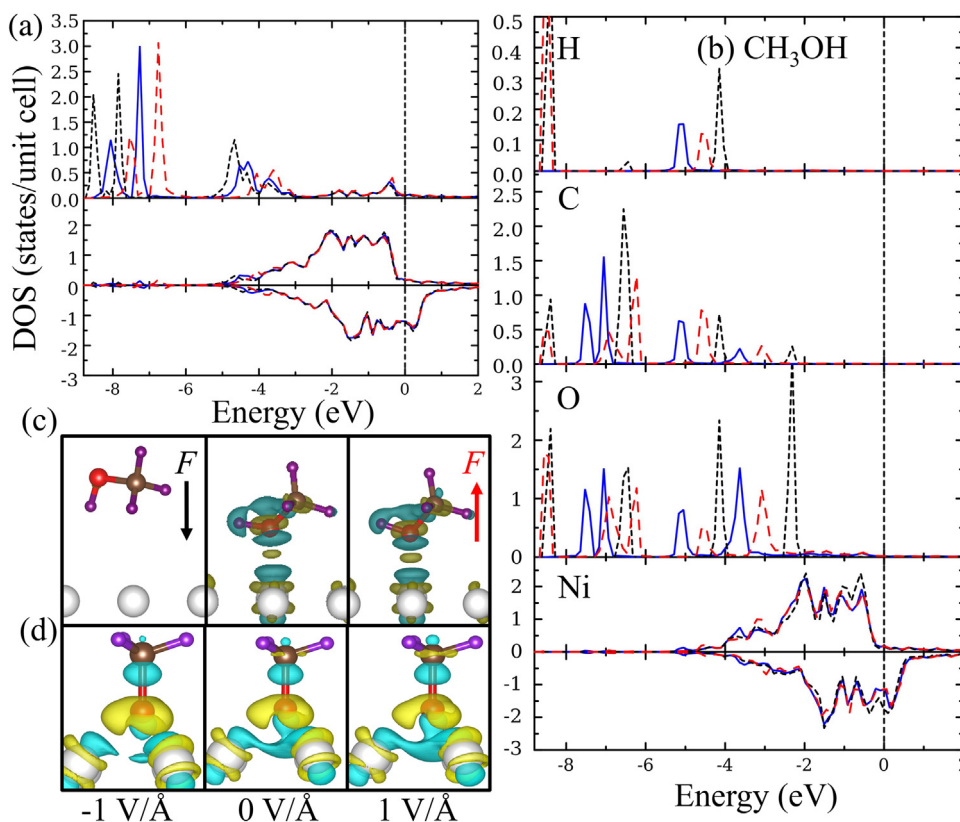 (a)
DOS (states/unit cell)
3.0
2.5
2.0
1.5
1.0
0.5
0.0
2
1
0
-1
-2
-3
-8 -6 -4 -2 0 2
Energy (eV)
(b) CH₃OH
H
0.5
0.4
0.3
0.2
0.1
0.0
C
2.5
2.0
1.5
1.0
0.5
0.0
O
3
2
1
0
Ni
2
1
0
-1
-2
-3
-8 -6 -4 -2 0
Energy (eV)
(c)
F
F
(d)
-1 V/Å 0 V/Å 1 V/Å